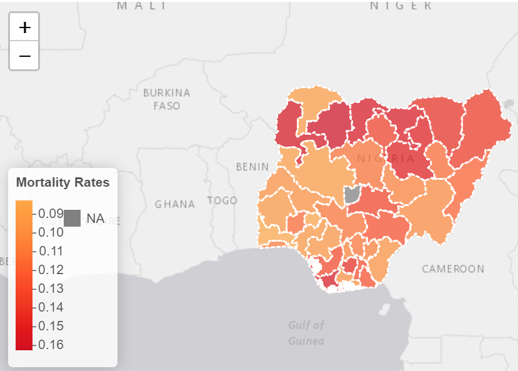 MALI
NIGER
+
−
BURKINA
FASO
BENIN
NIGERIA
Mortality Rates
0.09
0.10
0.11
0.12
0.13
0.14
0.15
0.16
NA
GHANA
TOGO
CAMEROON
Gulf of
Guinea